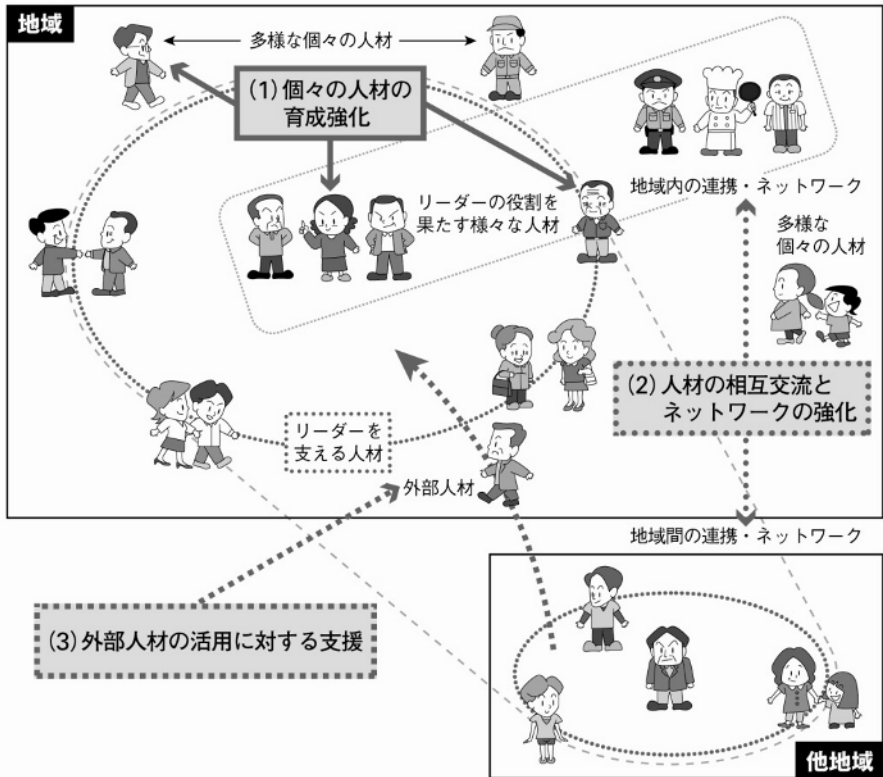 地域
多様な個々の人材
(1)個々の人材の
育成強化
リーダーの役割を
果たす様々な人材
地域内の連携・ネットワーク
多様な
個々の人材
(2)人材の相互交流と
ネットワークの強化
リーダーを
支える人材
外部人材
地域間の連携・ネットワーク
(3)外部人材の活用に対する支援
他地域